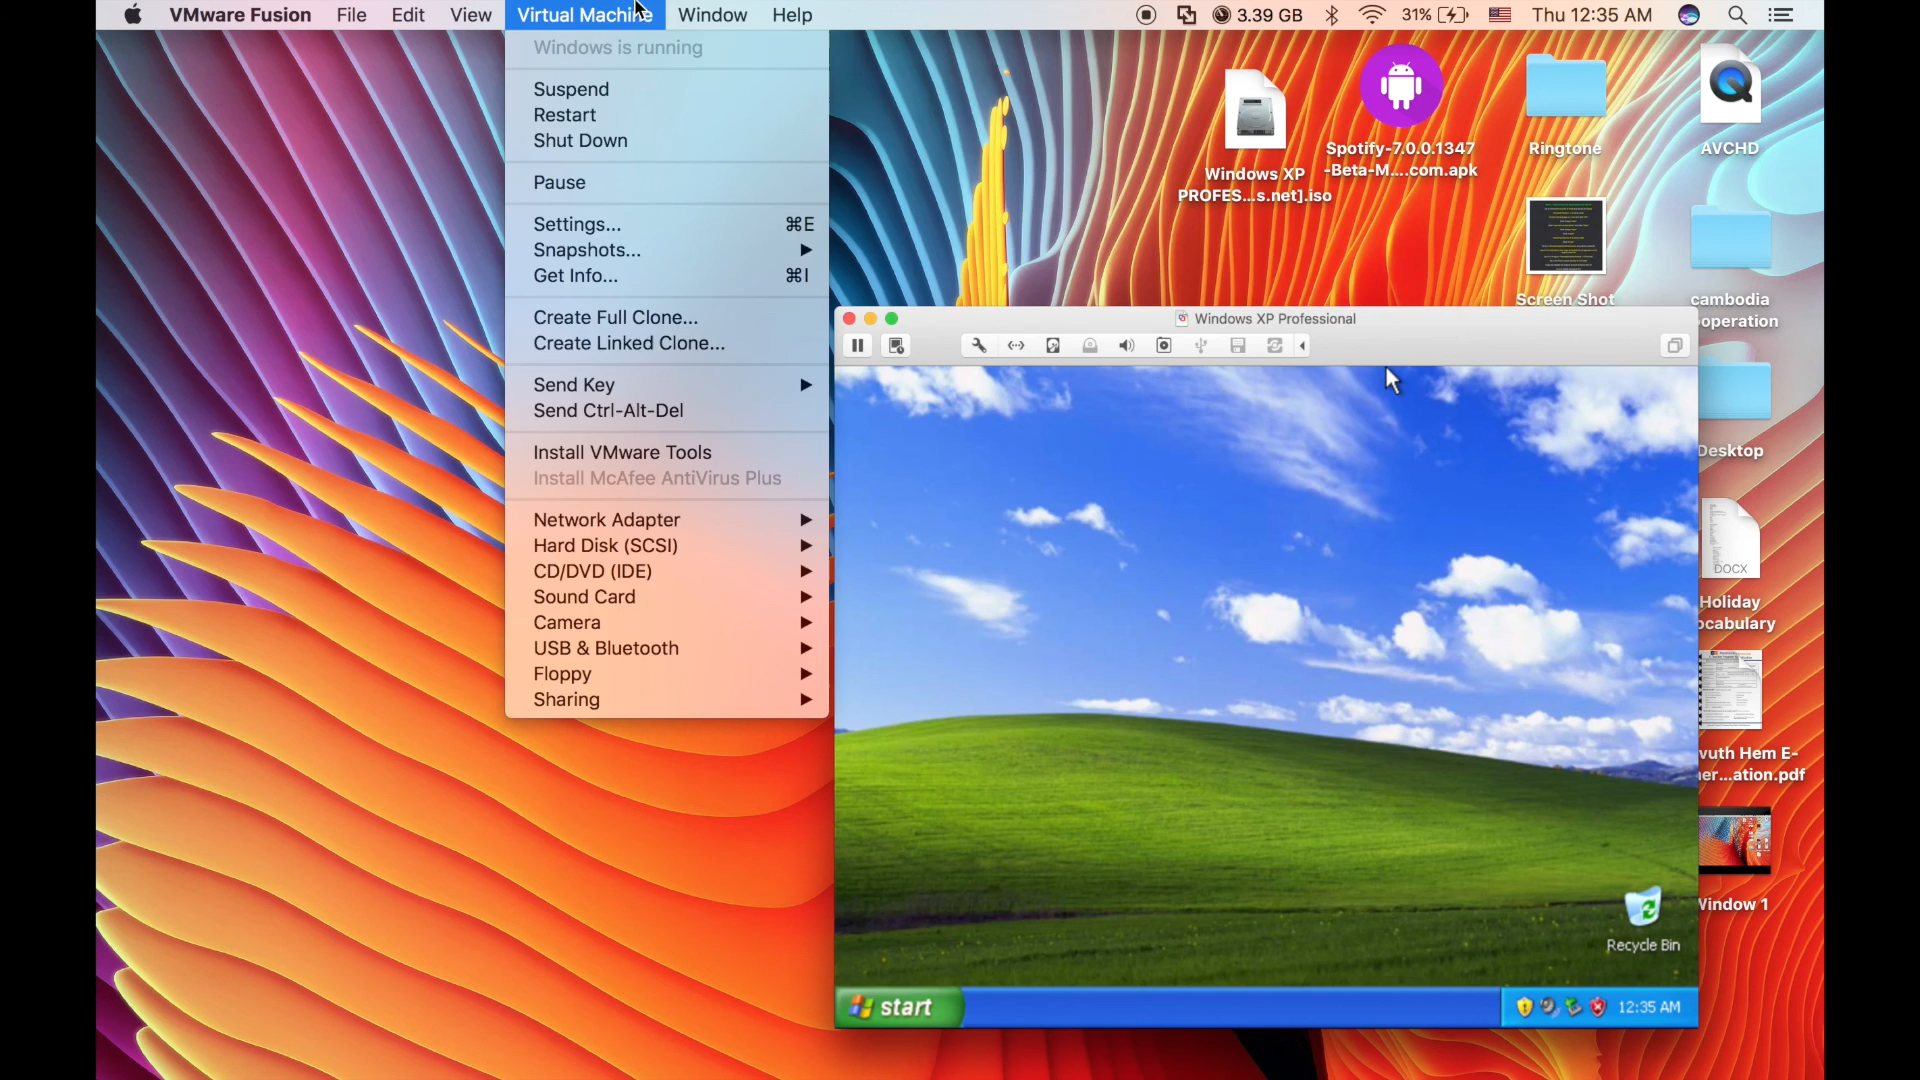 VMware Fusion File Edit View Virtual Machine Window Help 3.39 GB 31% Thu 12:35 AM
Windows is running
Suspend
Restart
Shut Down
Pause
Settings... ⌘E
Snapshots...
Get Info... ⌘I
Create Full Clone...
Create Linked Clone...
Send Key
Send Ctrl-Alt-Del
Install VMware Tools
Install McAfee AntiVirus Plus
Network Adapter
Hard Disk (SCSI)
CD/DVD (IDE)
Sound Card
Camera
USB & Bluetooth
Floppy
Sharing
Windows XP
PROFES...s.net].iso
Spotify-7.0.0.1347
-Beta-M....com.apk
Ringtone
AVCHD
Screen Shot
cambodia
ooperation
Desktop
DOCX
Holiday
ocabulary
vuth Hem E-
ner...ation.pdf
Window 1
Windows XP Professional
Recycle Bin
start
12:35 AM